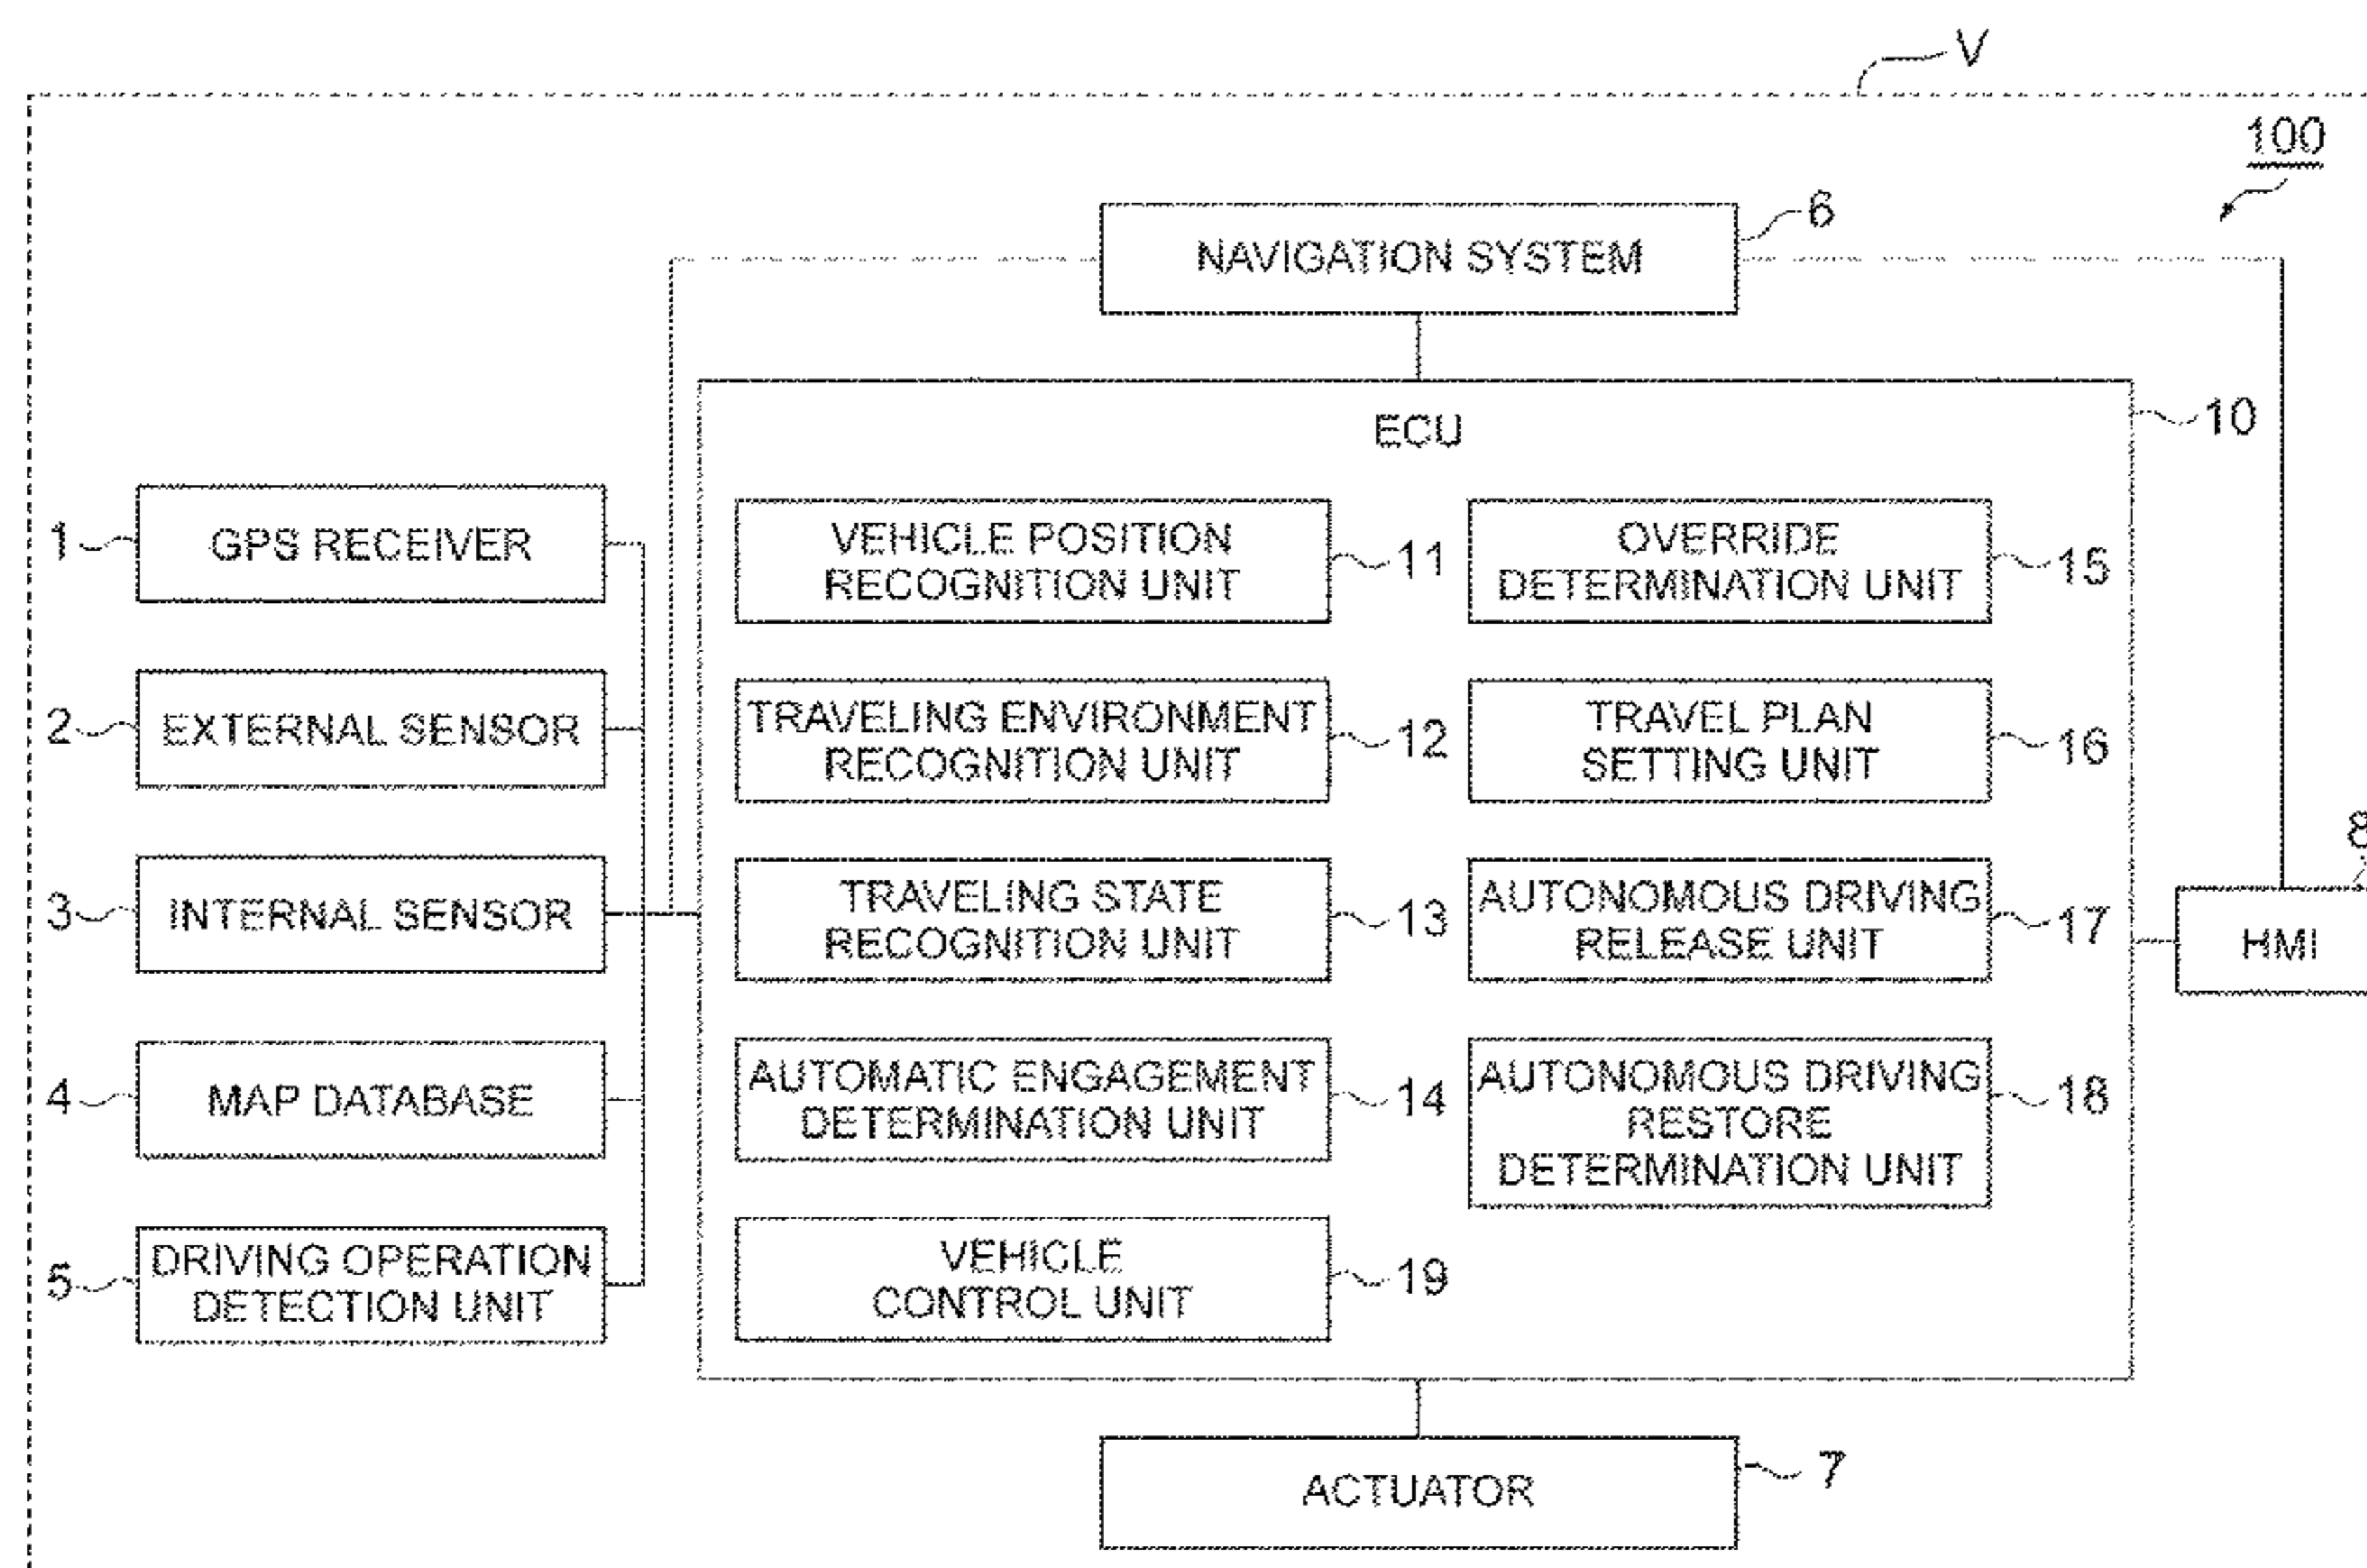 V
100
6
NAVIGATION SYSTEM
ECU
10
1
GPS RECEIVER
VEHICLE POSITION
RECOGNITION UNIT
11
OVERRIDE
DETERMINATION UNIT
15
2
EXTERNAL SENSOR
TRAVELING ENVIRONMENT
RECOGNITION UNIT
12
TRAVEL PLAN
SETTING UNIT
16
8
3
INTERNAL SENSOR
TRAVELING STATE
RECOGNITION UNIT
13
AUTONOMOUS DRIVING
RELEASE UNIT
17
HMI
4
MAP DATABASE
AUTOMATIC ENGAGEMENT
DETERMINATION UNIT
14
AUTONOMOUS DRIVING
RESTORE
DETERMINATION UNIT
18
5
DRIVING OPERATION
DETECTION UNIT
VEHICLE
CONTROL UNIT
19
ACTUATOR
7